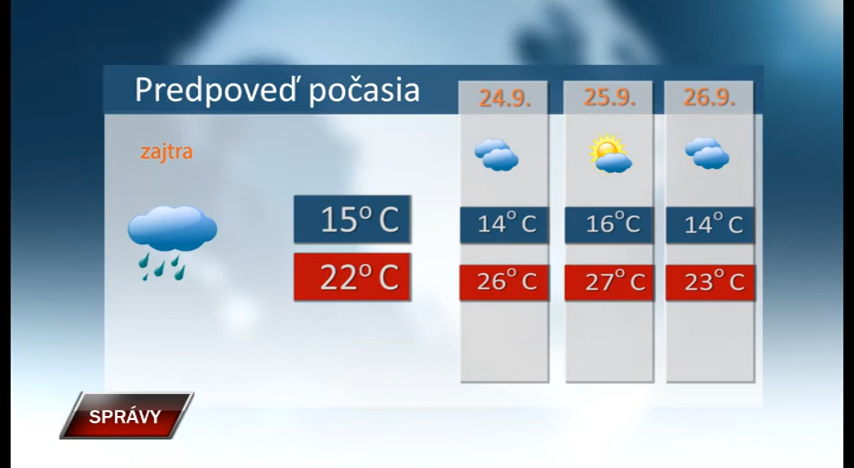 Predpoveď počasia
zajtra
15° C
22° C
24.9.
14° C
26° C
25.9.
16°C
27° C
26.9.
14° C
23° C
SPRÁVY